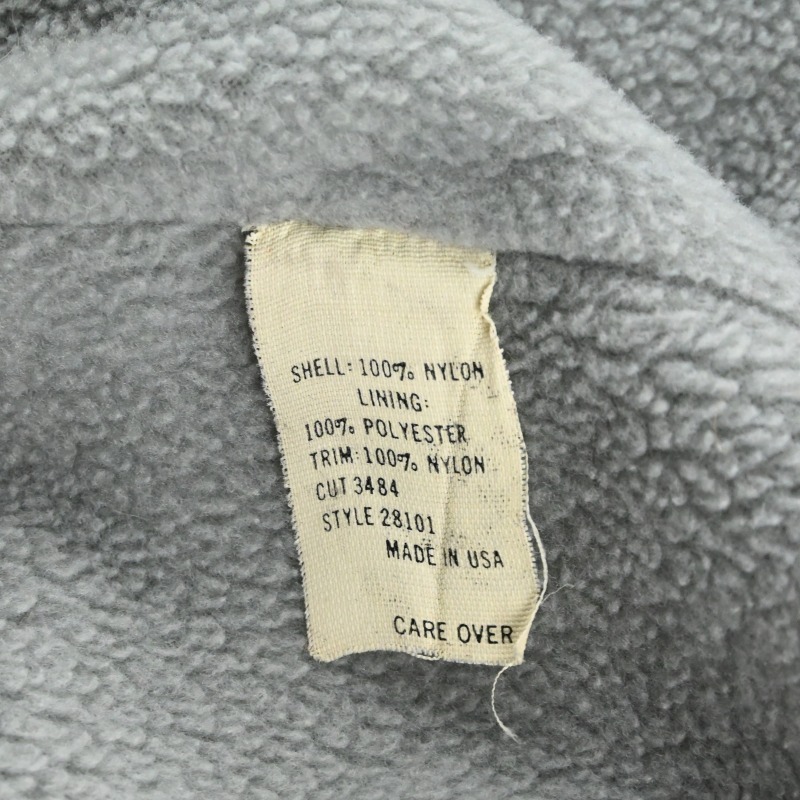 SHELL: 100% NYLON
LINING:
100% POLYESTER
TRIM: 100% NYLON
CUT 3484
STYLE 28101
MADE IN USA
CARE OVER